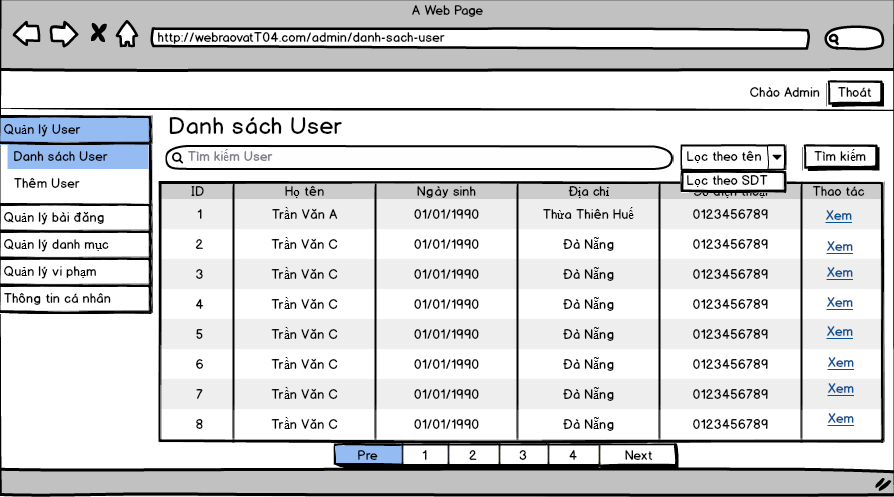 A Web Page
http://webraovatT04.com/admin/danh-sach-user
Chào Admin Thoát
Quản lý User
Danh sách User
Thêm User
Quản lý bài đăng
Quản lý danh mục
Quản lý vi phạm
Thông tin cá nhân
Danh sách User
Tìm kiếm User Lọc theo tên Tìm kiếm
Lọc theo SDT
ID Họ tên Ngày sinh Địa chỉ Số điện thoại Thao tác
1 Trần Văn A 01/01/1990 Thừa Thiên Huế 0123456789 Xem
2 Trần Văn C 01/01/1990 Đà Nẵng 0123456789 Xem
3 Trần Văn C 01/01/1990 Đà Nẵng 0123456789 Xem
4 Trần Văn C 01/01/1990 Đà Nẵng 0123456789 Xem
5 Trần Văn C 01/01/1990 Đà Nẵng 0123456789 Xem
6 Trần Văn C 01/01/1990 Đà Nẵng 0123456789 Xem
7 Trần Văn C 01/01/1990 Đà Nẵng 0123456789 Xem
8 Trần Văn C 01/01/1990 Đà Nẵng 0123456789 Xem
Pre 1 2 3 4 Next